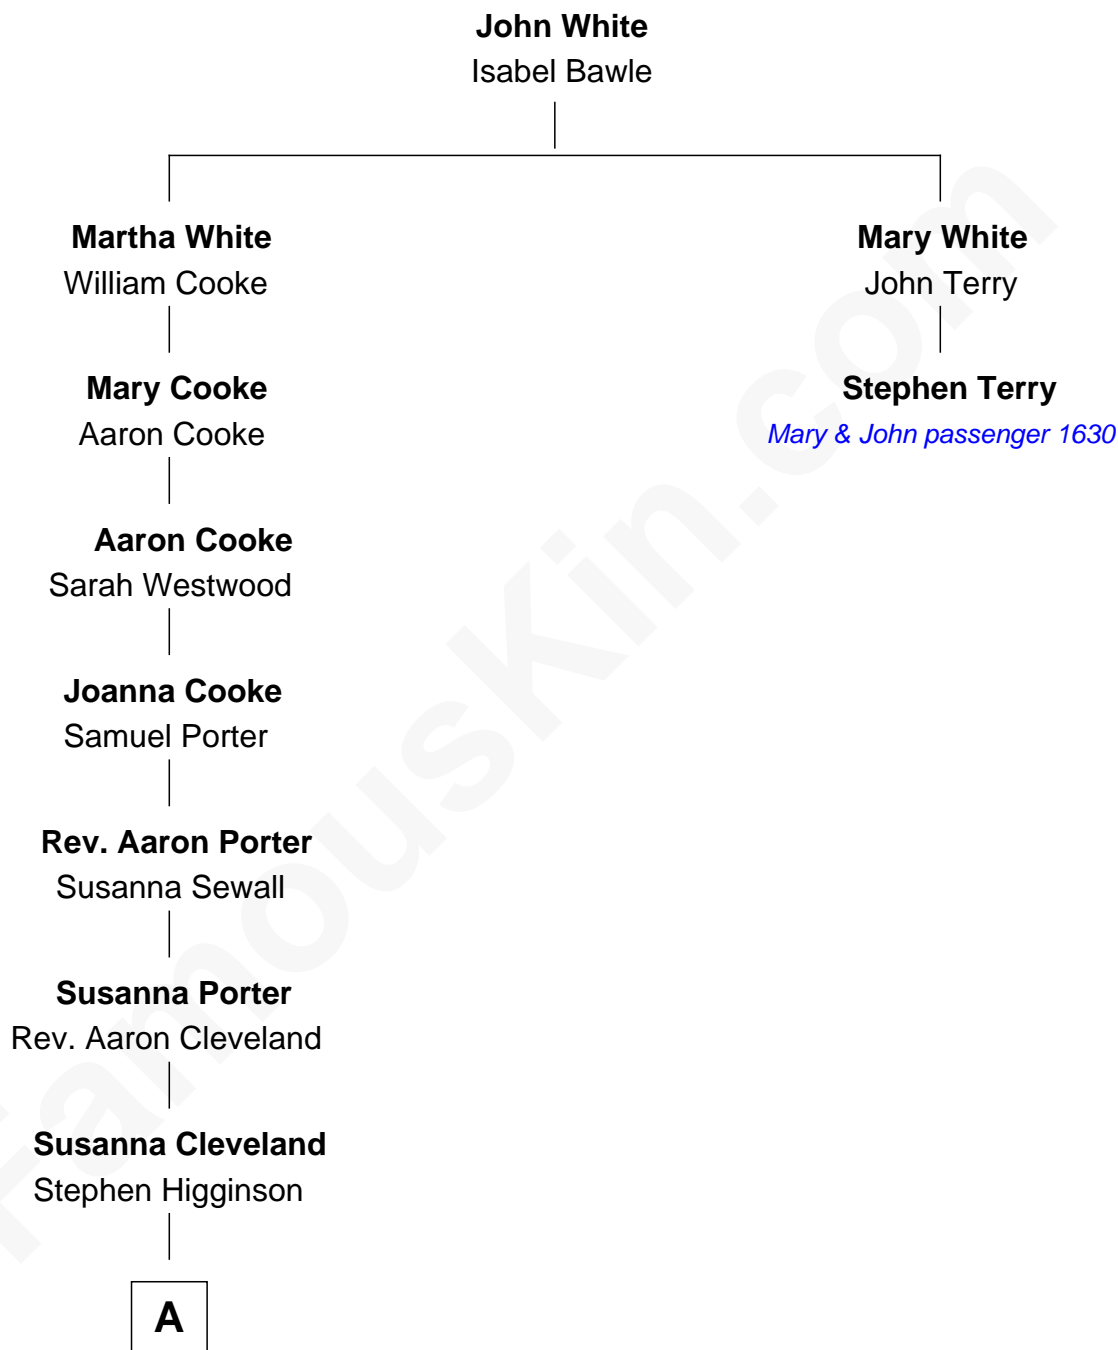 John White
Isabel Bawle
Martha White
William Cooke
Mary White
John Terry
Mary Cooke
Aaron Cooke
Stephen Terry
Mary & John passenger 1630
Aaron Cooke
Sarah Westwood
Joanna Cooke
Samuel Porter
Rev. Aaron Porter
Susanna Sewall
Susanna Porter
Rev. Aaron Cleveland
Susanna Cleveland
Stephen Higginson
A
FamousKin.com